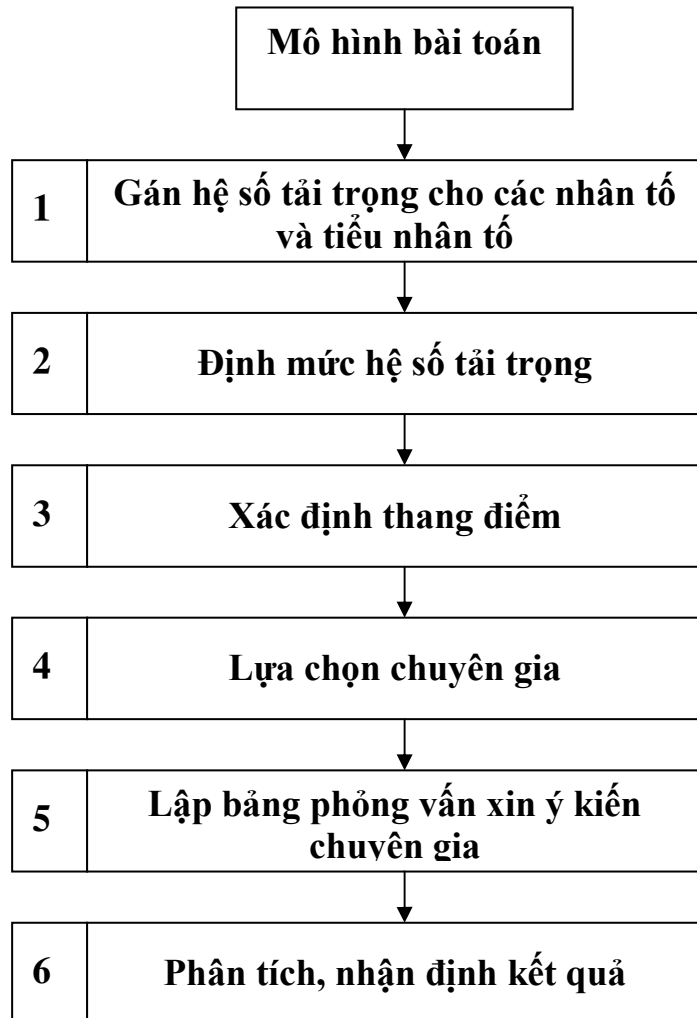 Mô hình bài toán
1
Gán hệ số tải trọng cho các nhân tố
và tiểu nhân tố
2
Định mức hệ số tải trọng
3
Xác định thang điểm
4
Lựa chọn chuyên gia
5
Lập bảng phỏng vấn xin ý kiến
chuyên gia
6
Phân tích, nhận định kết quả